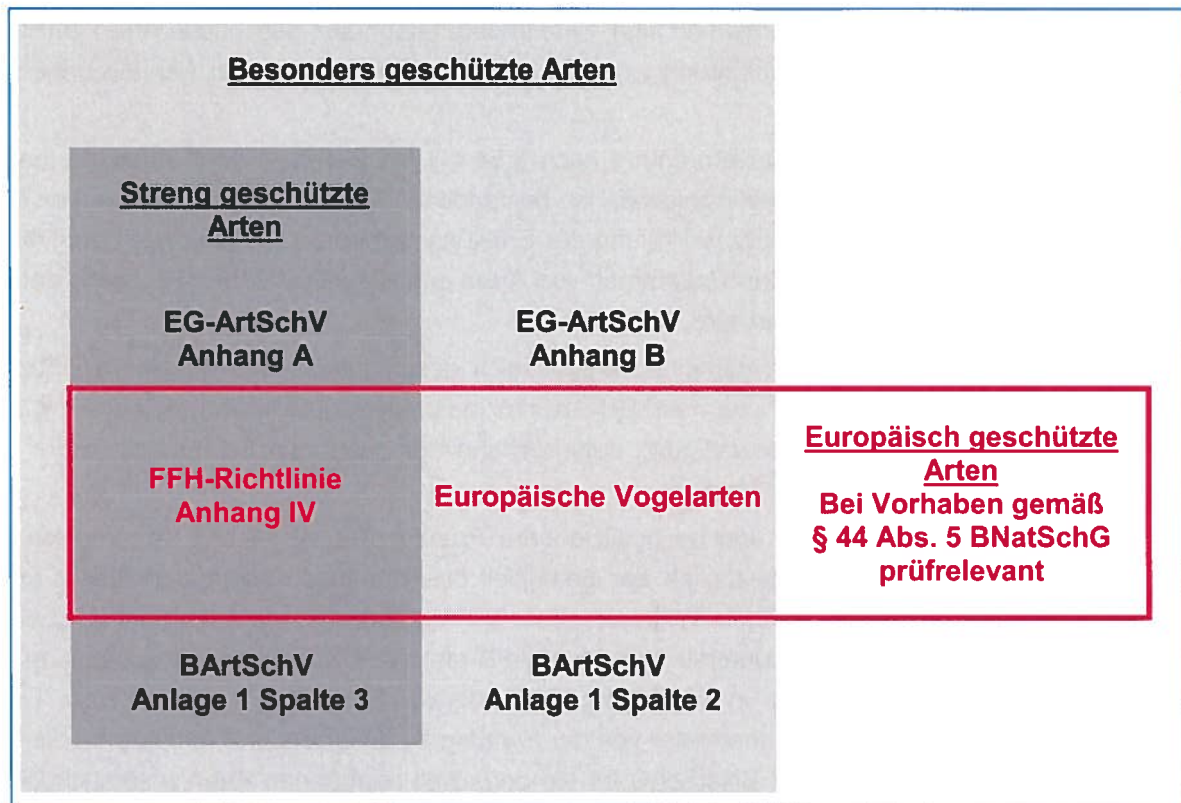 Besonders geschützte Arten
Streng geschützte
Arten
EG-ArtSchV
Anhang A
EG-ArtSchV
Anhang B
FFH-Richtlinie
Anhang IV
Europäische Vogelarten
Europäisch geschützte
Arten
Bei Vorhaben gemäß
§ 44 Abs. 5 BNatSchG
prüfrelevant
BArtSchV
Anlage 1 Spalte 3
BArtSchV
Anlage 1 Spalte 2